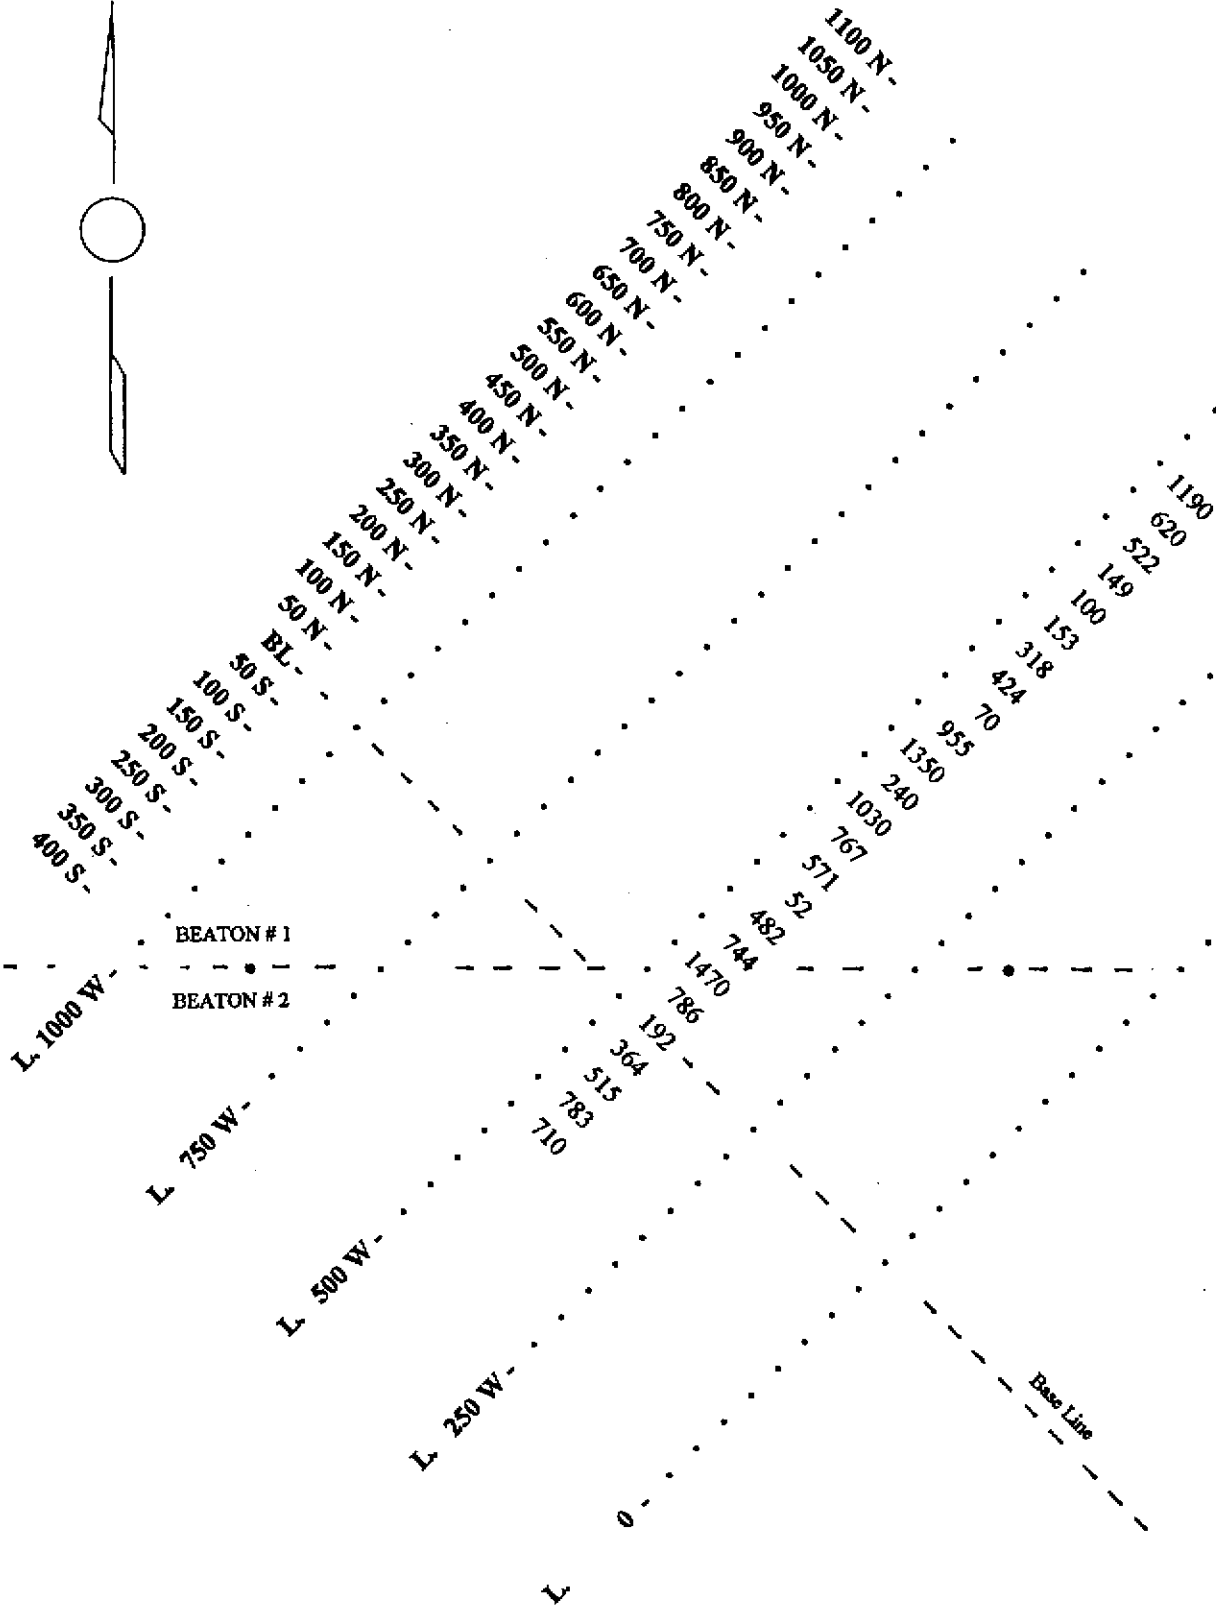 1100 N -
1050 N -
1000 N -
950 N -
900 N -
850 N -
800 N -
750 N -
700 N -
650 N -
600 N -
550 N -
500 N -
450 N -
400 N -
350 N -
300 N -
250 N -
200 N -
150 N -
100 N -
50 N -
BL -
50 S -
100 S -
150 S -
200 S -
250 S -
300 S -
350 S -
400 S -
BEATON # 1
BEATON # 2
L. 1000 W -
L. 750 W -
L. 500 W -
L. 250 W -
L. 0 -
1190
620
522
149
100
153
318
424
70
955
1350
240
1030
767
571
52
482
744
1470
786
192
364
515
783
710
Base Line